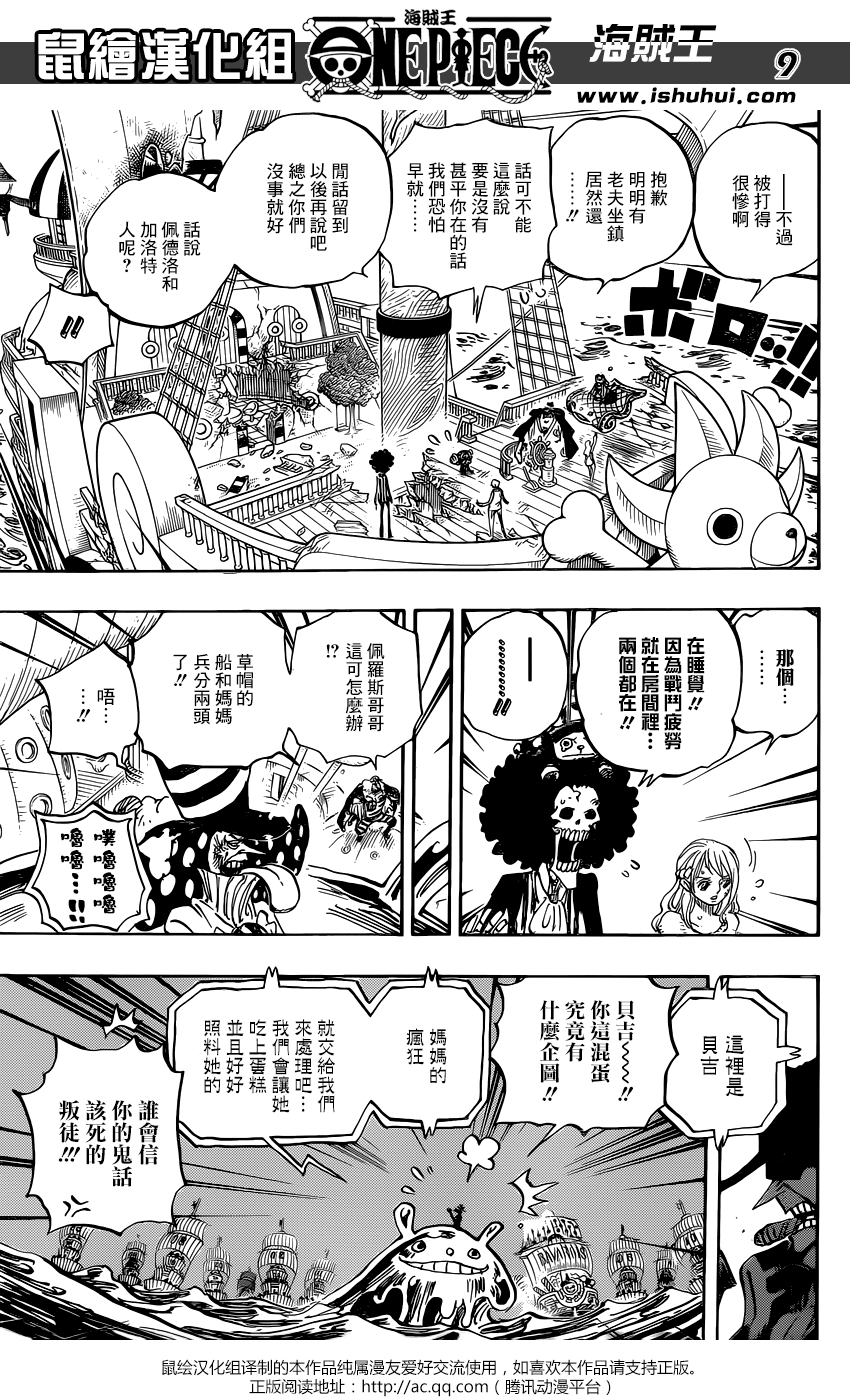 鼠繪漢化組
海賊王
ONE PIECE
海賊王
9
www.ishuhui.com
──不過
被打得
很慘啊
抱歉
明明有
老夫坐鎮
居然還
……!!
話可不能
這麼說
要是沒有
甚平你在的話
我們恐怕
早就……
閒話留到
以後再說吧
總之你們
沒事就好
話說
佩德洛和
加洛特
人呢?
!!
ボロ…!!
那個…
……
在睡覺!!
因為戰鬥疲勞
就在房間裡…
兩個都在!!
──
………!!
佩羅斯哥哥
這可怎麼辦
!?
草帽的
船和媽媽
兵分兩頭
了!!
唔…
…!!
噗嚕嚕嚕
嚕嚕…!!
這裡是
貝吉
貝吉~~~!!
你這混蛋
究竟有
什麼企圖!!
媽媽的
瘋狂
就交給我們
來處理吧…
我們會讓她
吃上蛋糕
並且好好
照料她的
誰會信
你的鬼話
該死的
叛徒!!!
鼠绘汉化组译制的本作品纯属漫友爱好交流使用，如喜欢本作品请支持正版。
正版阅读地址：http://ac.qq.com（腾讯动漫平台）